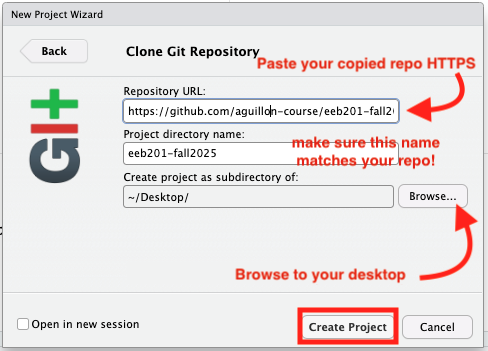 New Project Wizard
Back
Clone Git Repository
Paste your copied repo HTTPS
Repository URL:
https://github.com/aguillon-course/eeb201-fall2
Project directory name:
make sure this name
eeb201-fall2025
matches your repo!
Create project as subdirectory of:
~/Desktop/
Browse...
Browse to your desktop
Open in new session
Create Project
Cancel
git